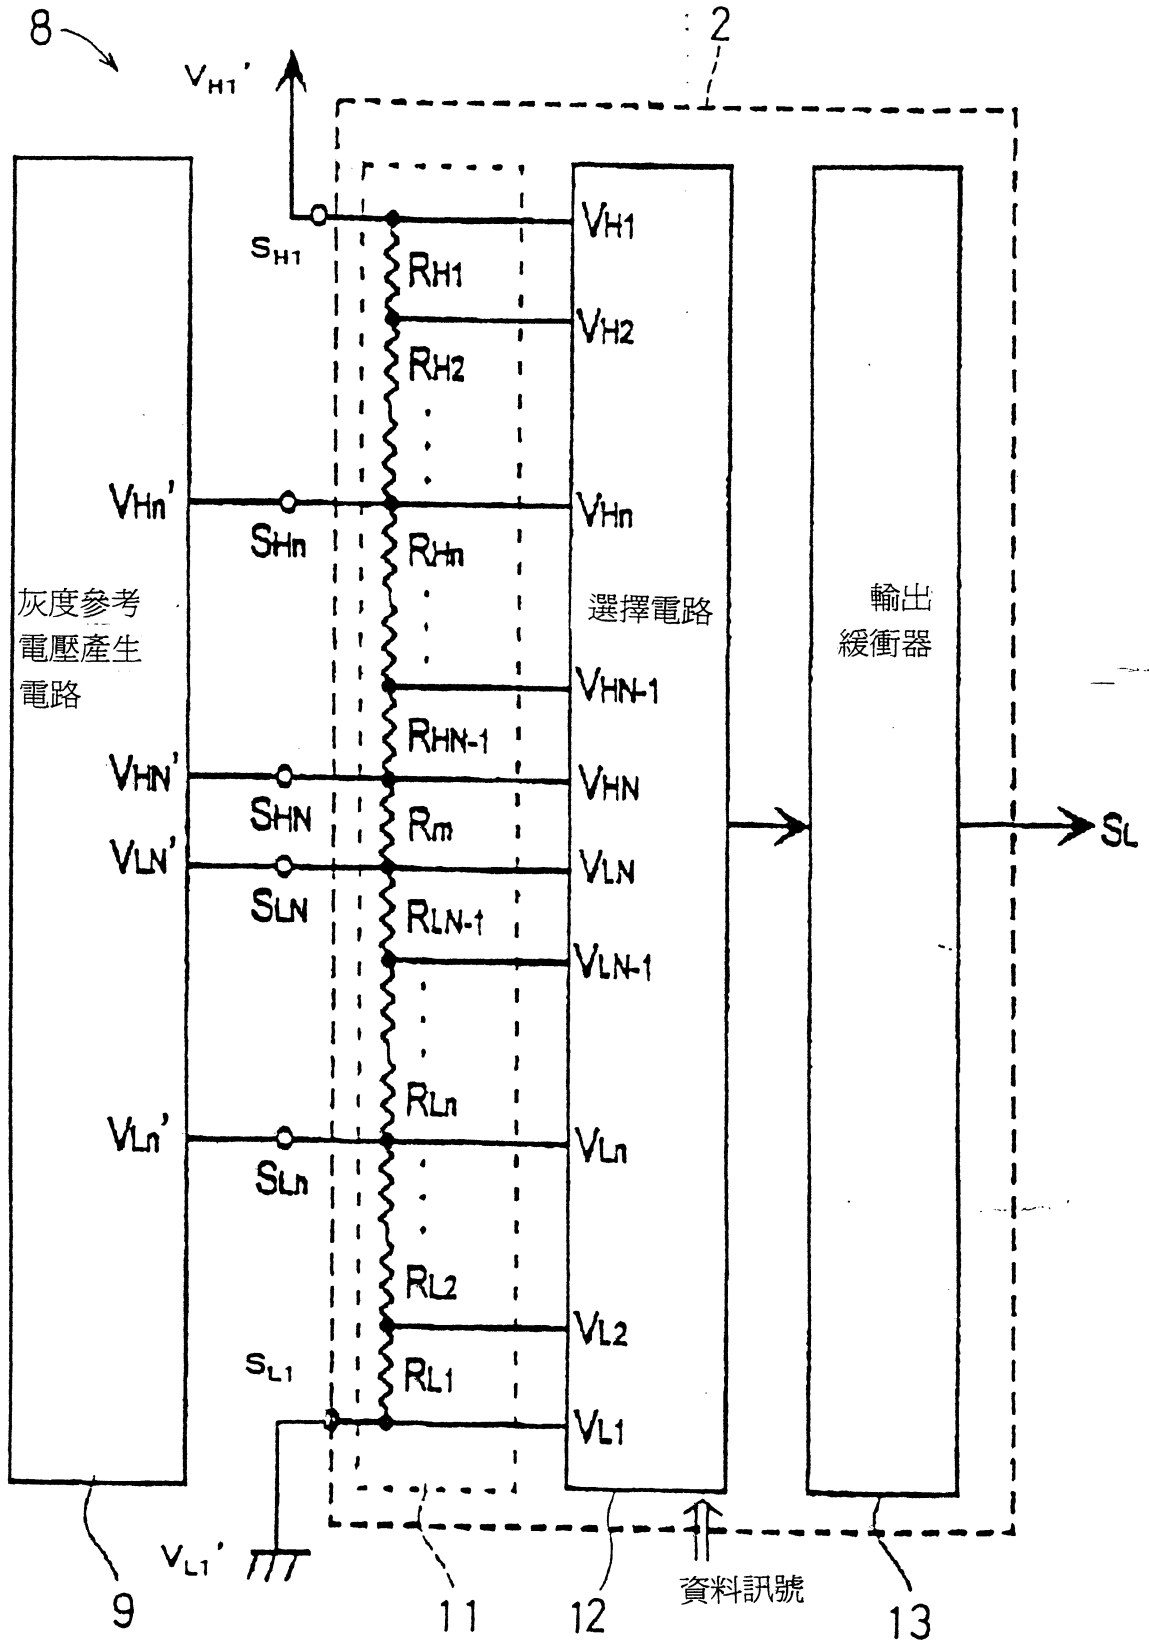 8
2
VH1'
SH1
VH1
RH1
VH2
RH2
VHn'
SHn
VHn
RHn
灰度參考
電壓產生
電路
選擇電路
輸出
緩衝器
VHN-1
RHN-1
VHN'
SHN
VHN
Rm
SL
VLN'
SLN
VLN
RLN-1
VLN-1
RLn
VLn'
SLn
VLn
RL2
VL2
SL1
RL1
VL1
VL1'
9
11
12
資料訊號
13